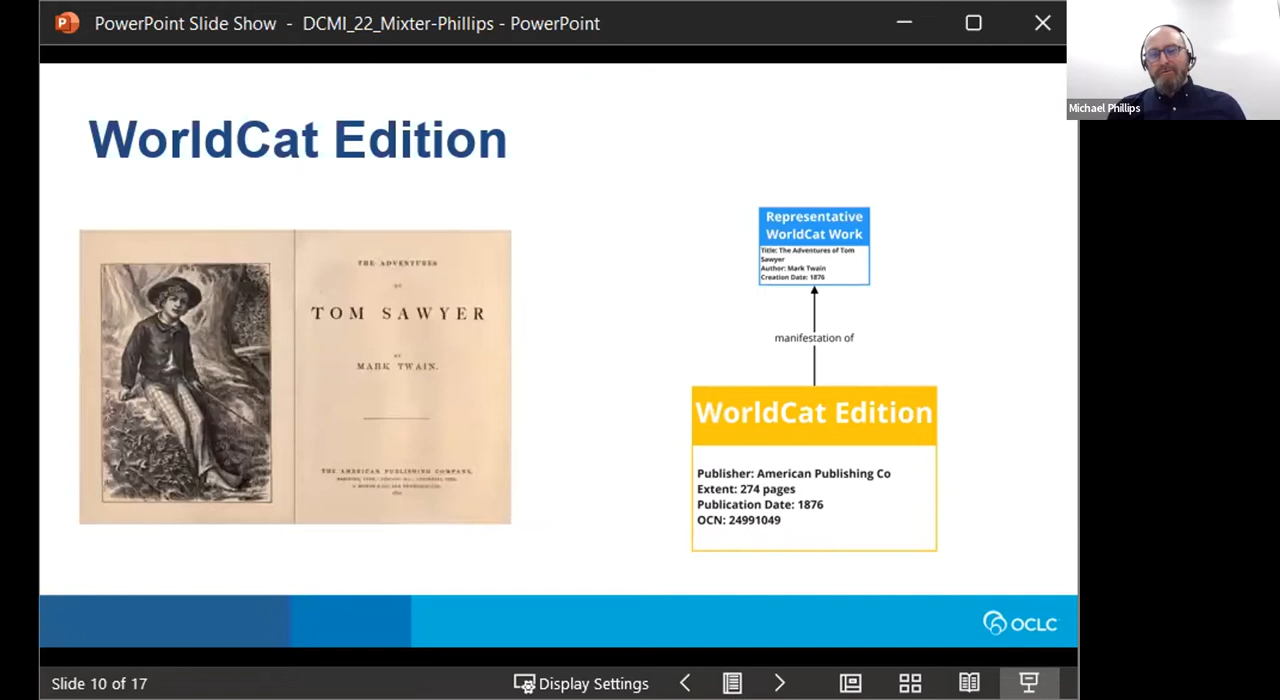 PowerPoint Slide Show - DCMI_22_Mixter-Phillips - PowerPoint
Michael Phillips
WorldCat Edition
THE ADVENTURES
OF
TOM SAWYER
BY
MARK TWAIN.
THE AMERICAN PUBLISHING COMPANY,
Representative
WorldCat Work
Title: The Adventures of Tom
Sawyer
Author: Mark Twain
Creation Date: 1876
manifestation of
WorldCat Edition
Publisher: American Publishing Co
Extent: 274 pages
Publication Date: 1876
OCN: 24991049
OCLC
Slide 10 of 17
Display Settings